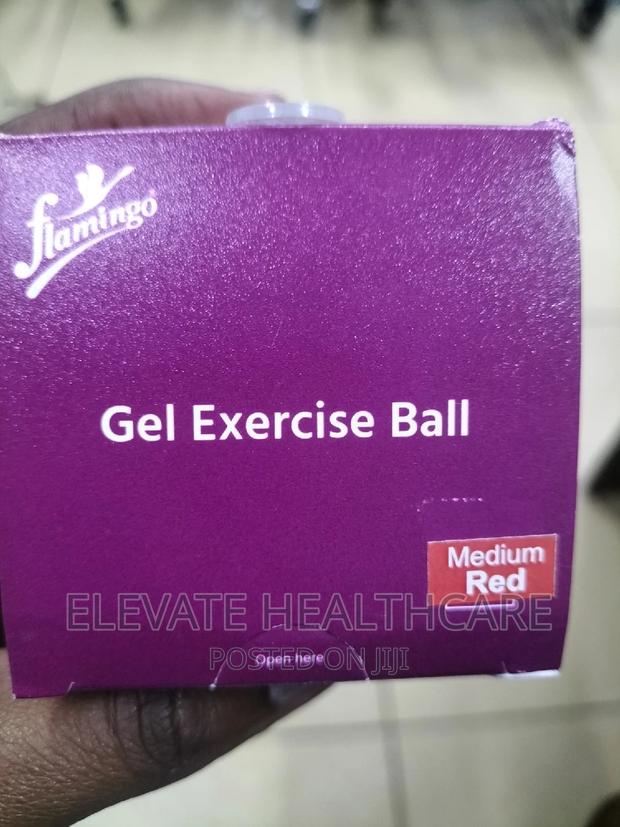 flamingo®
Gel Exercise Ball
Medium
Red
ELEVATE HEALTHCARE
Open here
POSTED ON JIJI